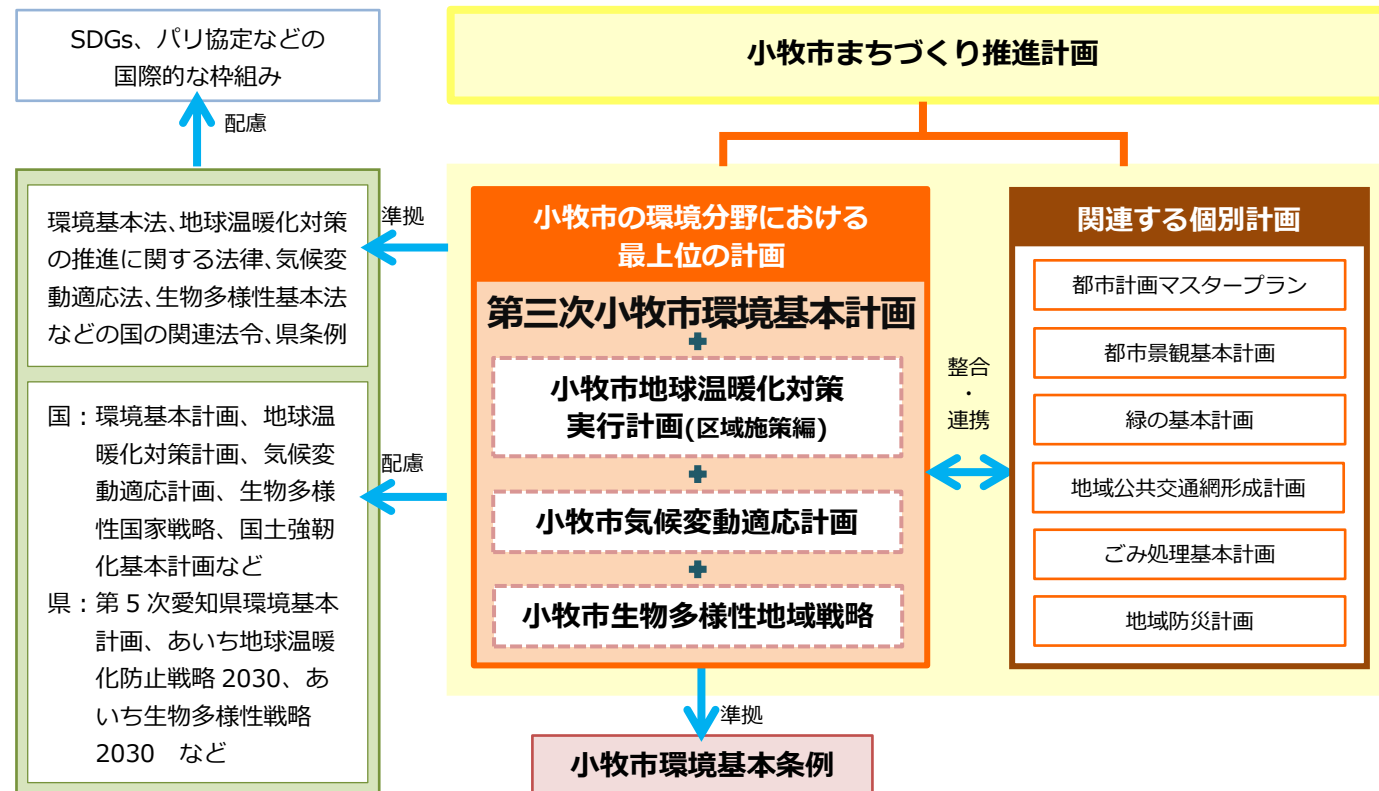 SDGs、パリ協定などの
国際的な枠組み
配慮
環境基本法、地球温暖化対策
の推進に関する法律、気候変
動適応法、生物多様性基本法
などの国の関連法令、県条例
国：環境基本計画、地球温
暖化対策計画、気候変
動適応計画、生物多様
性国家戦略、国土強靭
化基本計画など
県：第５次愛知県環境基本
計画、あいち地球温暖
化防止戦略 2030、あ
いち生物多様性戦略
2030　など
準拠
配慮
小牧市まちづくり推進計画
小牧市の環境分野における
最上位の計画
第三次小牧市環境基本計画
小牧市地球温暖化対策
実行計画(区域施策編)
小牧市気候変動適応計画
小牧市生物多様性地域戦略
準拠
小牧市環境基本条例
整合
・
連携
関連する個別計画
都市計画マスタープラン
都市景観基本計画
緑の基本計画
地域公共交通網形成計画
ごみ処理基本計画
地域防災計画